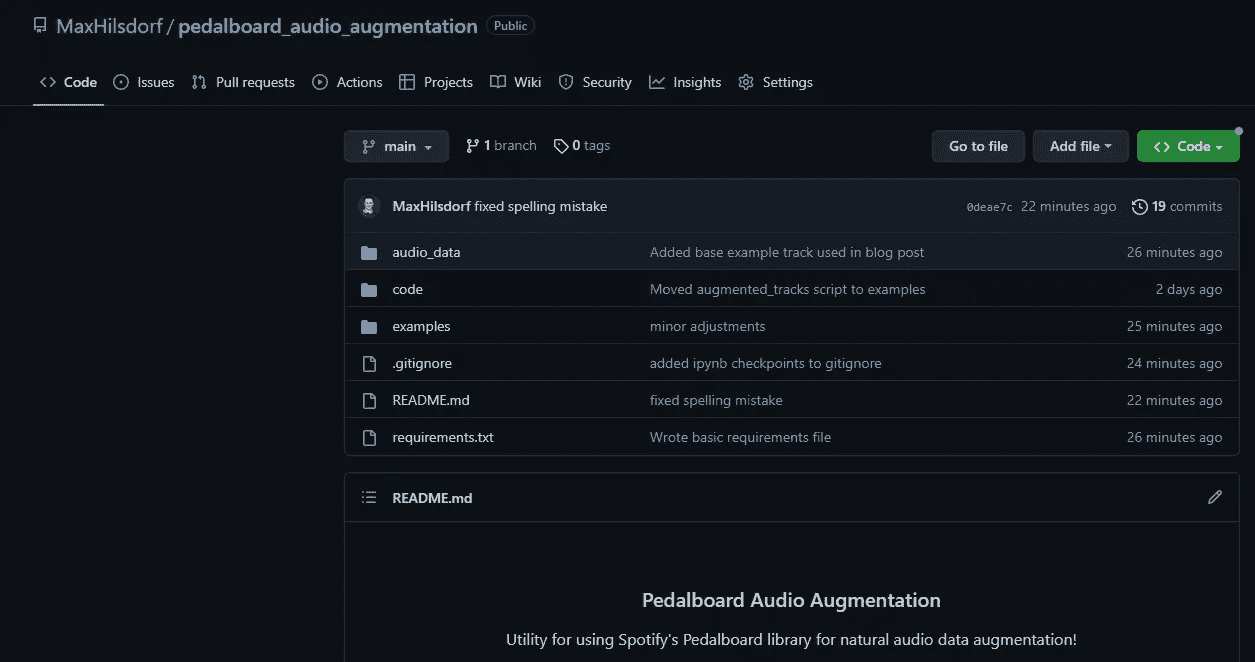 MaxHilsdorf / pedalboard_audio_augmentation Public
Code Issues Pull requests Actions Projects Wiki Security Insights Settings
main 1 branch 0 tags Go to file Add file Code
MaxHilsdorf fixed spelling mistake 0deae7c 22 minutes ago 19 commits
audio_data Added base example track used in blog post 26 minutes ago
code Moved augmented_tracks script to examples 2 days ago
examples minor adjustments 25 minutes ago
.gitignore added ipynb checkpoints to gitignore 24 minutes ago
README.md fixed spelling mistake 22 minutes ago
requirements.txt Wrote basic requirements file 26 minutes ago
README.md
Pedalboard Audio Augmentation
Utility for using Spotify's Pedalboard library for natural audio data augmentation!